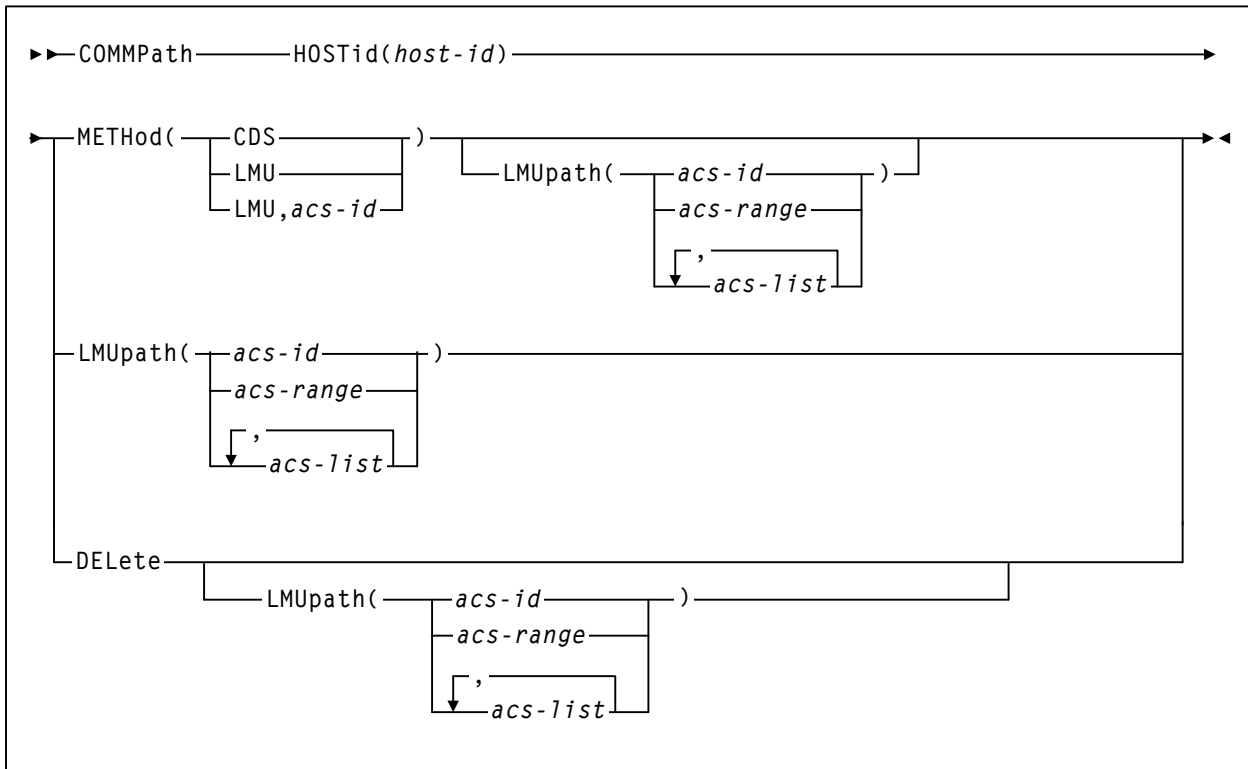 COMMPath HOSTid(host-id)
METHod( CDS )
LMU LMUpath( acs-id )
LMU,acs-id acs-range
,
acs-list
LMUpath( acs-id )
acs-range
,
acs-list
DELete
LMUpath( acs-id )
acs-range
,
acs-list